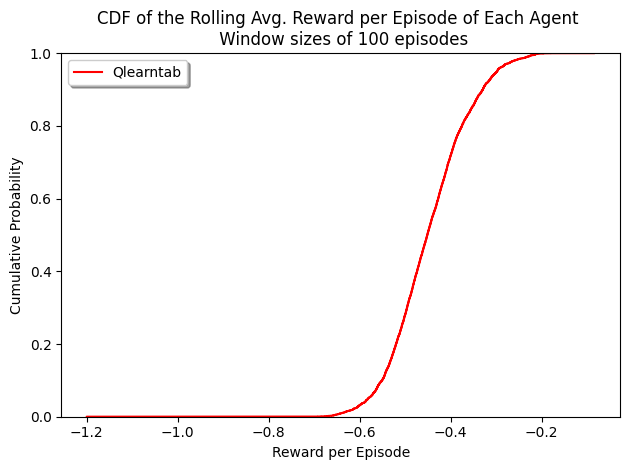 CDF of the Rolling Avg. Reward per Episode of Each Agent
Window sizes of 100 episodes
Qlearntab
Cumulative Probability
1.0
0.8
0.6
0.4
0.2
0.0
−1.2 −1.0 −0.8 −0.6 −0.4 −0.2
Reward per Episode